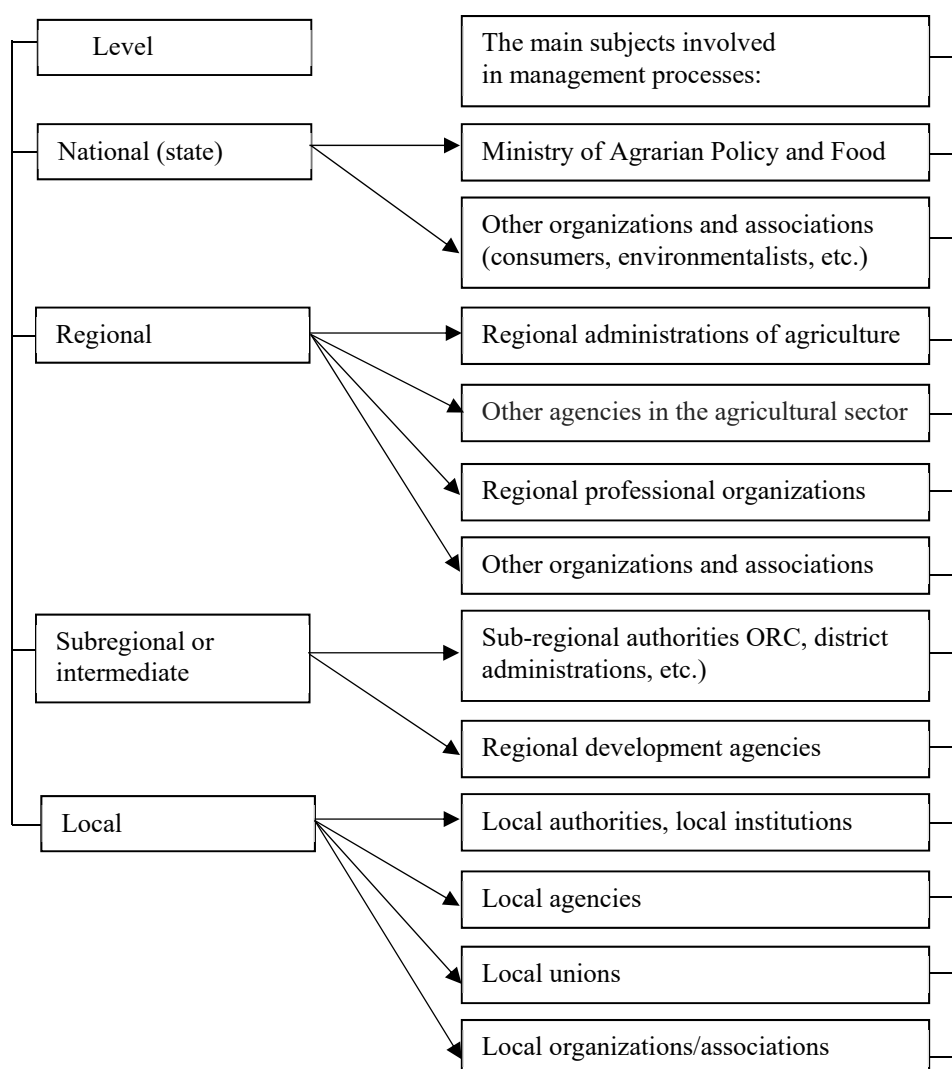 Level
The main subjects involved
in management processes:
National (state)
Ministry of Agrarian Policy and Food
Other organizations and associations
(consumers, environmentalists, etc.)
Regional
Regional administrations of agriculture
Other agencies in the agricultural sector
Regional professional organizations
Other organizations and associations
Subregional or
intermediate
Sub-regional authorities ORC, district
administrations, etc.)
Regional development agencies
Local
Local authorities, local institutions
Local agencies
Local unions
Local organizations/associations